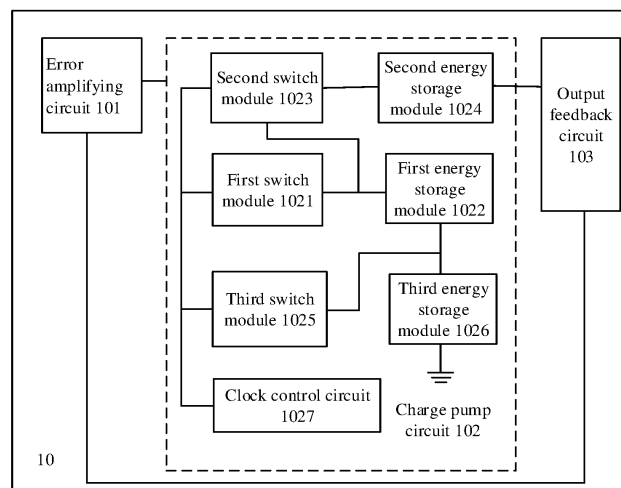 Error
amplifying
circuit 101
Second switch
module 1023
Second energy
storage
module 1024
Output
feedback
circuit
103
First switch
module 1021
First energy
storage
module 1022
Third switch
module 1025
Third energy
storage
module 1026
Clock control circuit
1027
Charge pump
circuit 102
10